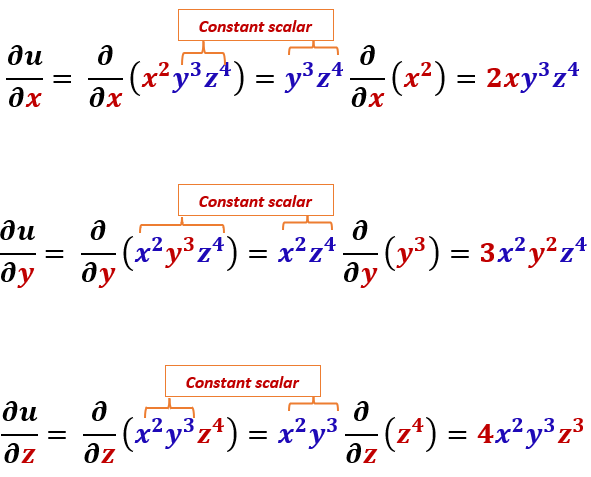 Constant scalar
∂u/∂x = ∂/∂x (x²y³z⁴) = y³z⁴ ∂/∂x (x²) = 2xy³z⁴
Constant scalar
∂u/∂y = ∂/∂y (x²y³z⁴) = x²z⁴ ∂/∂y (y³) = 3x²y²z⁴
Constant scalar
∂u/∂z = ∂/∂z (x²y³z⁴) = x²y³ ∂/∂z (z⁴) = 4x²y³z³